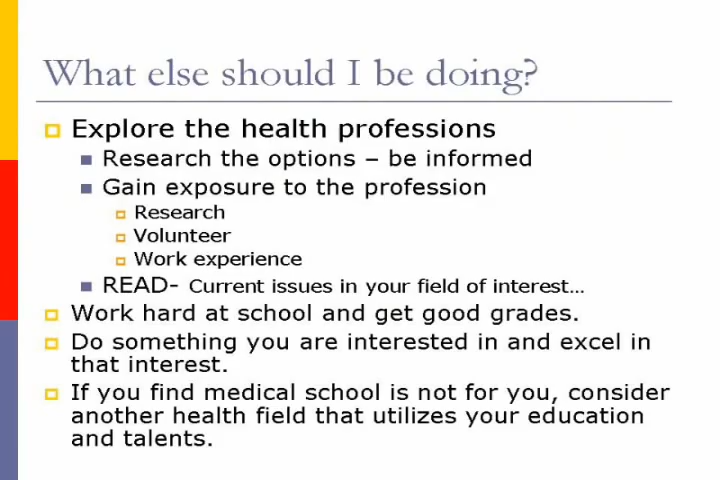 What else should I be doing?
Explore the health professions
Research the options – be informed
Gain exposure to the profession
Research
Volunteer
Work experience
READ- Current issues in your field of interest…
Work hard at school and get good grades.
Do something you are interested in and excel in
that interest.
If you find medical school is not for you, consider
another health field that utilizes your education
and talents.